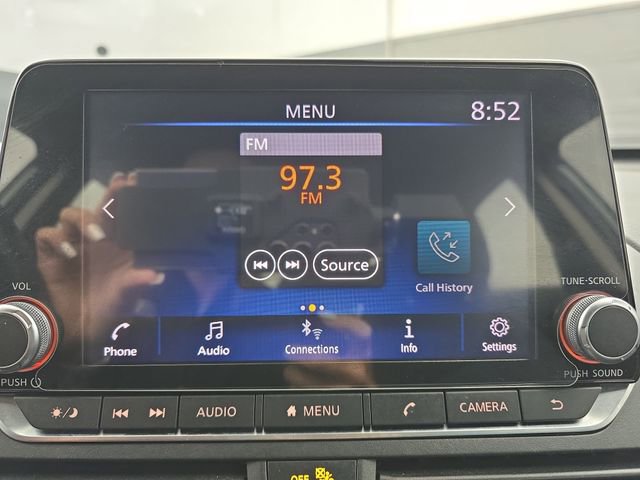 MENU 8:52
FM
97.3
FM
Source
Call History
VOL
TUNE·SCROLL
Phone Audio Connections Info Settings
PUSH
PUSH SOUND
AUDIO MENU CAMERA
OFF